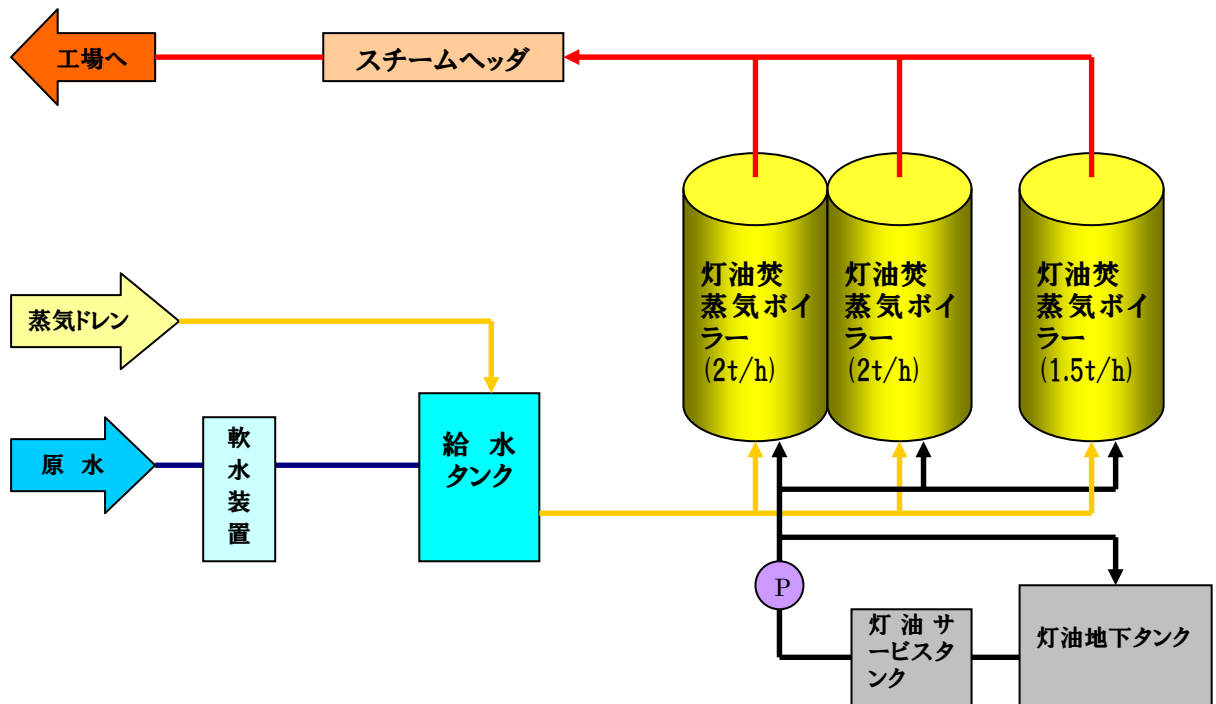 工場へ
スチームヘッダ
灯油焚
蒸気ボイ
ラー
(2t/h)
灯油焚
蒸気ボイ
ラー
(2t/h)
灯油焚
蒸気ボイ
ラー
(1.5t/h)
蒸気ドレン
原 水
軟
水
装
置
給 水
タンク
P
灯 油 サ
ービスタ
ンク
灯油地下タンク